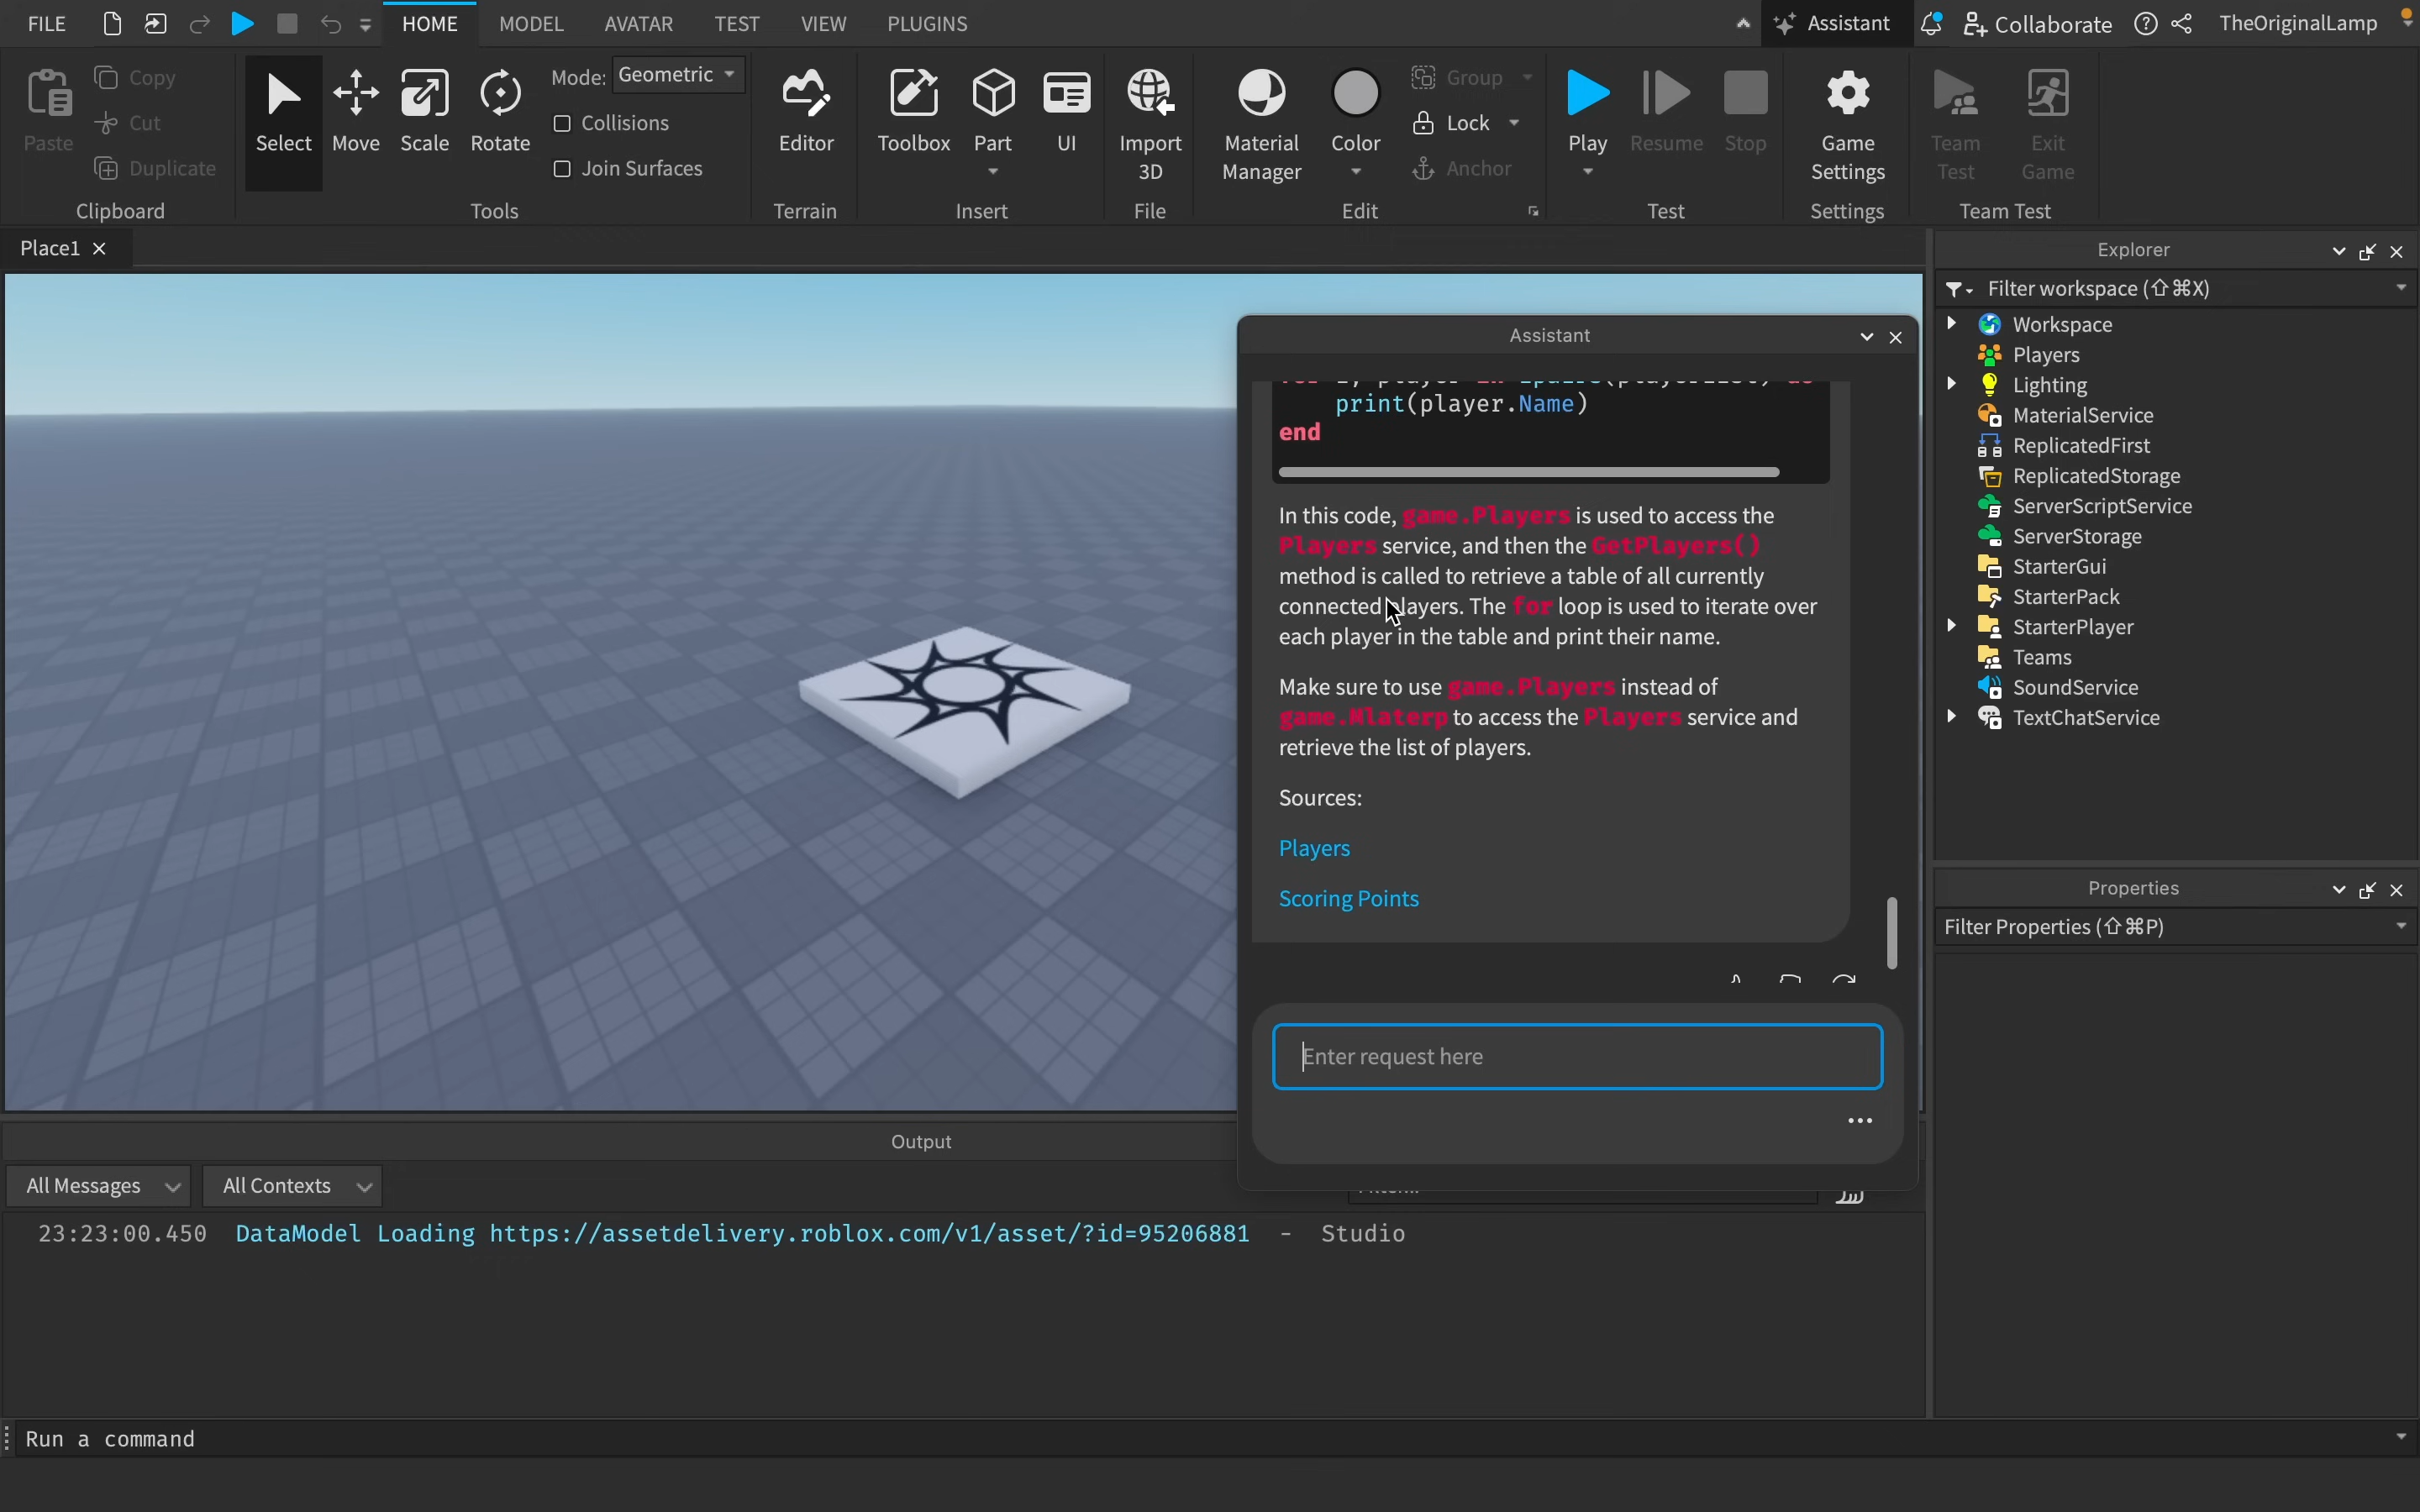 FILE
HOME
MODEL
AVATAR
TEST
VIEW
PLUGINS
Assistant
Collaborate
TheOriginalLamp
Paste
Copy
Cut
Duplicate
Clipboard
Select
Move
Scale
Rotate
Mode: Geometric
Collisions
Join Surfaces
Tools
Editor
Terrain
Toolbox
Part
UI
Insert
Import
3D
File
Material
Manager
Color
Group
Lock
Anchor
Edit
Play
Resume
Stop
Test
Game
Settings
Settings
Team
Test
Exit
Game
Team Test
Place1
Assistant
print(player.Name)
end
In this code, game.Players is used to access the
Players service, and then the GetPlayers()
method is called to retrieve a table of all currently
connected players. The for loop is used to iterate over
each player in the table and print their name.
Make sure to use game.Players instead of
game.Mlaterp to access the Players service and
retrieve the list of players.
Sources:
Players
Scoring Points
Enter request here
Explorer
Filter workspace (⇧⌘X)
Workspace
Players
Lighting
MaterialService
ReplicatedFirst
ReplicatedStorage
ServerScriptService
ServerStorage
StarterGui
StarterPack
StarterPlayer
Teams
SoundService
TextChatService
Properties
Filter Properties (⇧⌘P)
Output
All Messages
All Contexts
23:23:00.450 DataModel Loading https://assetdelivery.roblox.com/v1/asset/?id=95206881 - Studio
Run a command